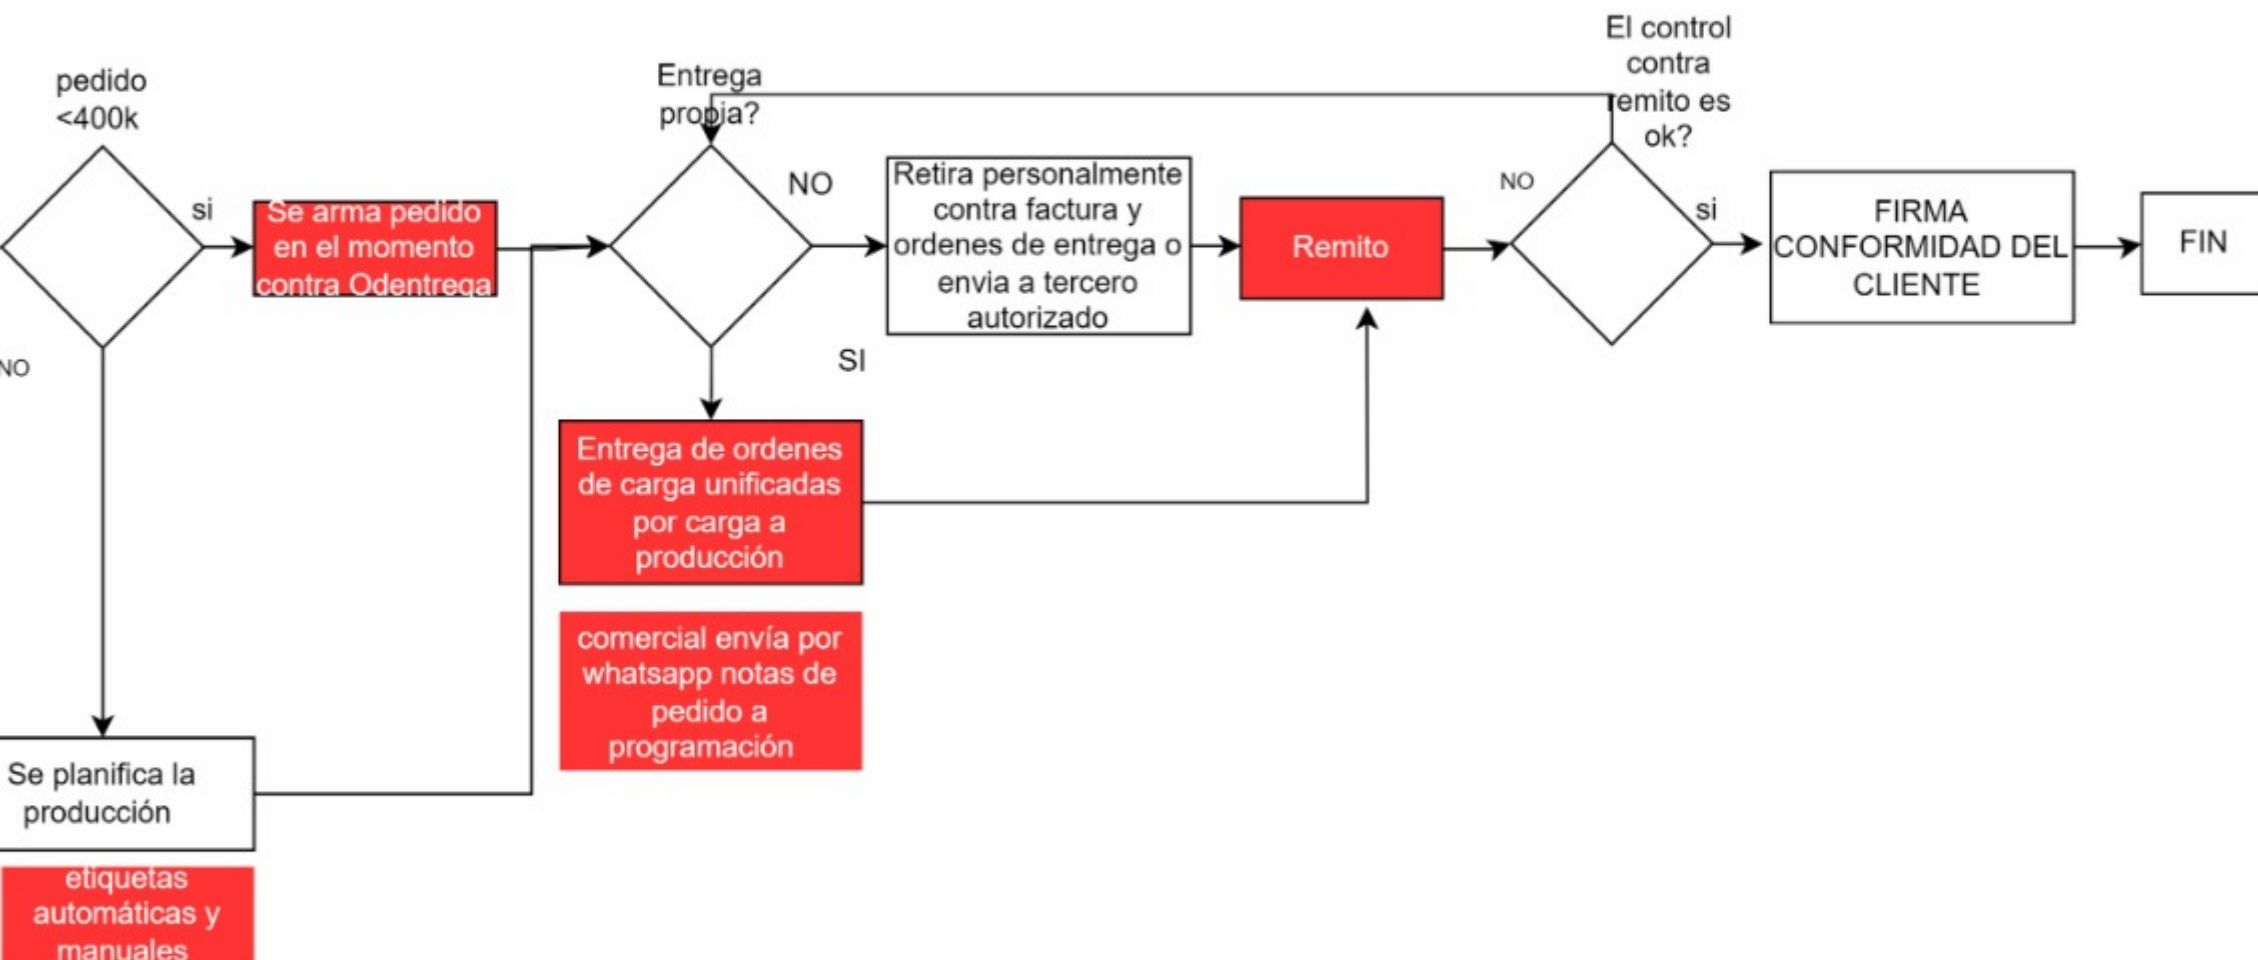 pedido
<400k
si
NO
Se arma pedido
en el momento
contra Odentrega
Entrega
propia?
NO
SI
Retira personalmente
contra factura y
ordenes de entrega o
envia a tercero
autorizado
Remito
El control
contra
remito es
ok?
NO
si
FIRMA
CONFORMIDAD DEL
CLIENTE
FIN
Entrega de ordenes
de carga unificadas
por carga a
producción
comercial envía por
whatsapp notas de
pedido a
programación
Se planifica la
producción
etiquetas
automáticas y
manuales